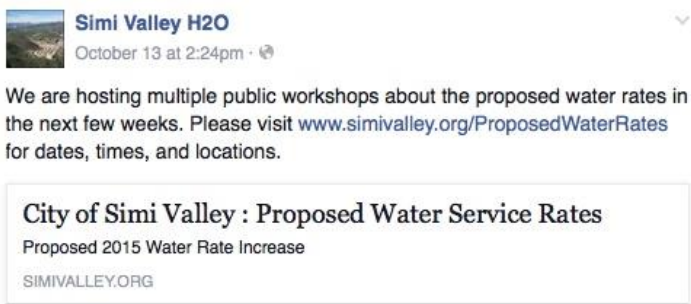 Simi Valley H2O
October 13 at 2:24pm ·
We are hosting multiple public workshops about the proposed water rates in
the next few weeks. Please visit www.simivalley.org/ProposedWaterRates
for dates, times, and locations.
City of Simi Valley : Proposed Water Service Rates
Proposed 2015 Water Rate Increase
SIMIVALLEY.ORG